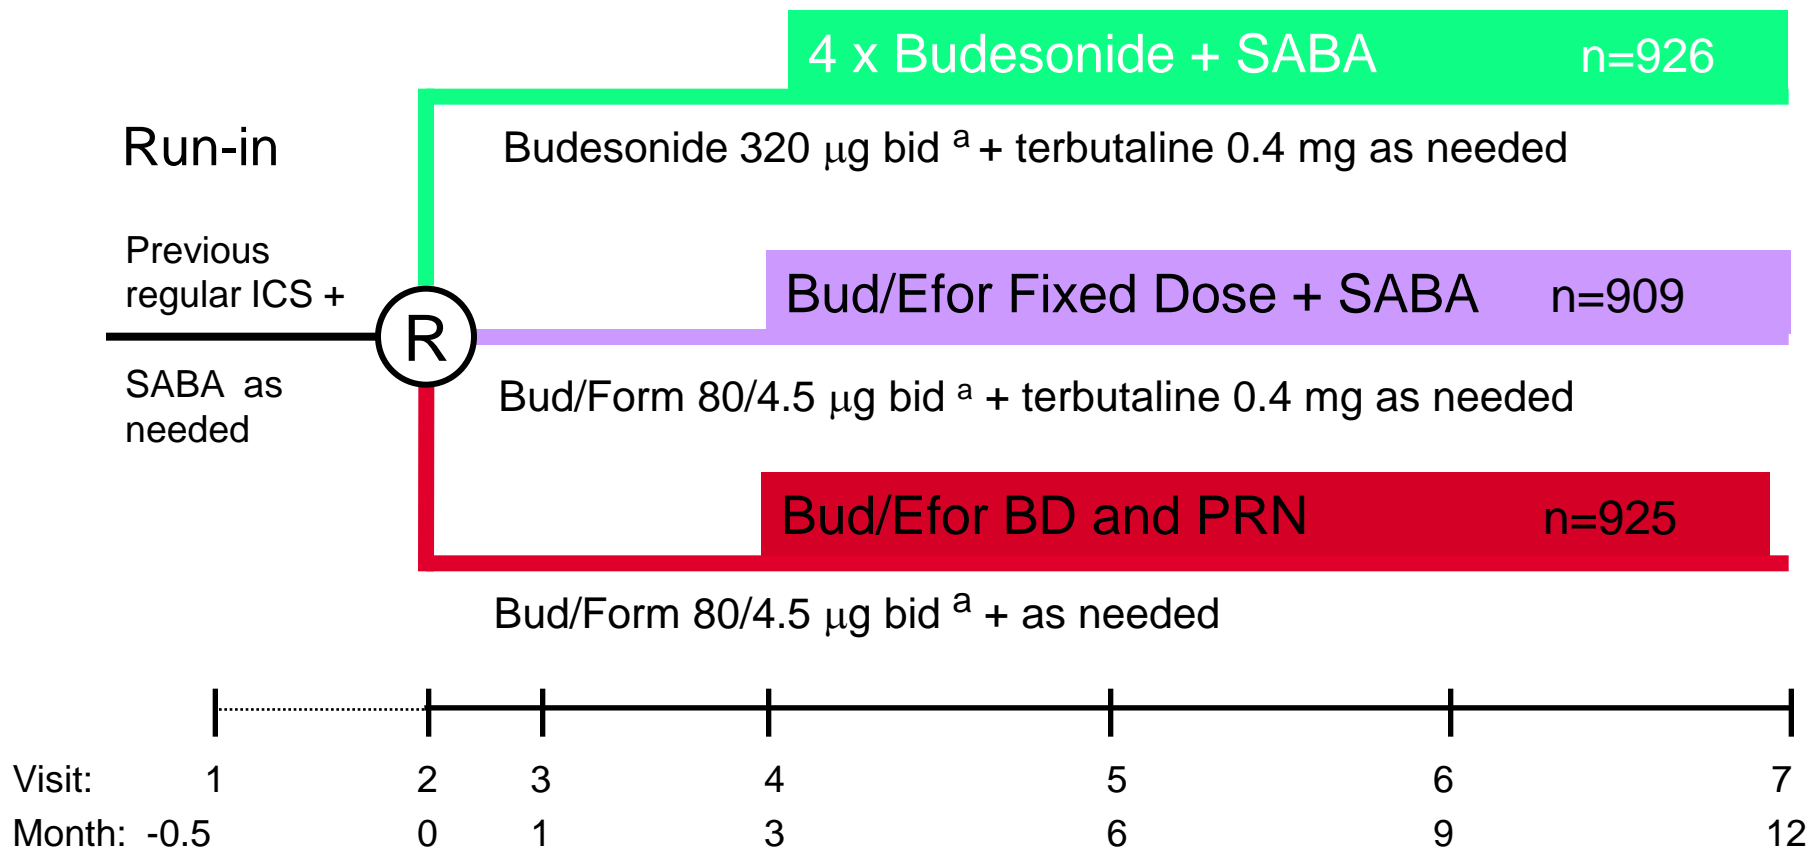 4 x Budesonide + SABA n=926
Run-in
Budesonide 320 μg bid a + terbutaline 0.4 mg as needed
Previous
regular ICS +
Bud/Efor Fixed Dose + SABA n=909
R
SABA as
needed
Bud/Form 80/4.5 μg bid a + terbutaline 0.4 mg as needed
Bud/Efor BD and PRN n=925
Bud/Form 80/4.5 μg bid a + as needed
Visit: 1 2 3 4 5 6 7
Month: -0.5 0 1 3 6 9 12